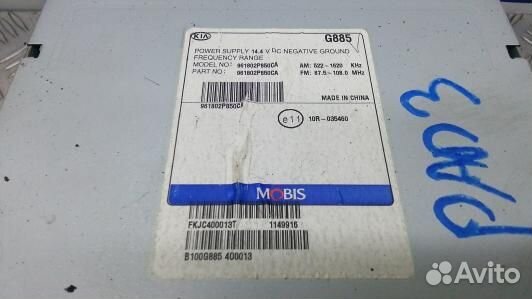 KIA
G885
POWER SUPPLY 14.4 V DC NEGATIVE GROUND
FREQUENCY RANGE
MODEL NO: 961802P850CA AM: 522~1620 KHz
PART NO: 961802P850CA FM: 87.5~108.0 MHz
MADE IN CHINA
961802P850CA
e11 10R-035460
MOBIS
FKJC400013T 1149916
B100G885 400013
Avito